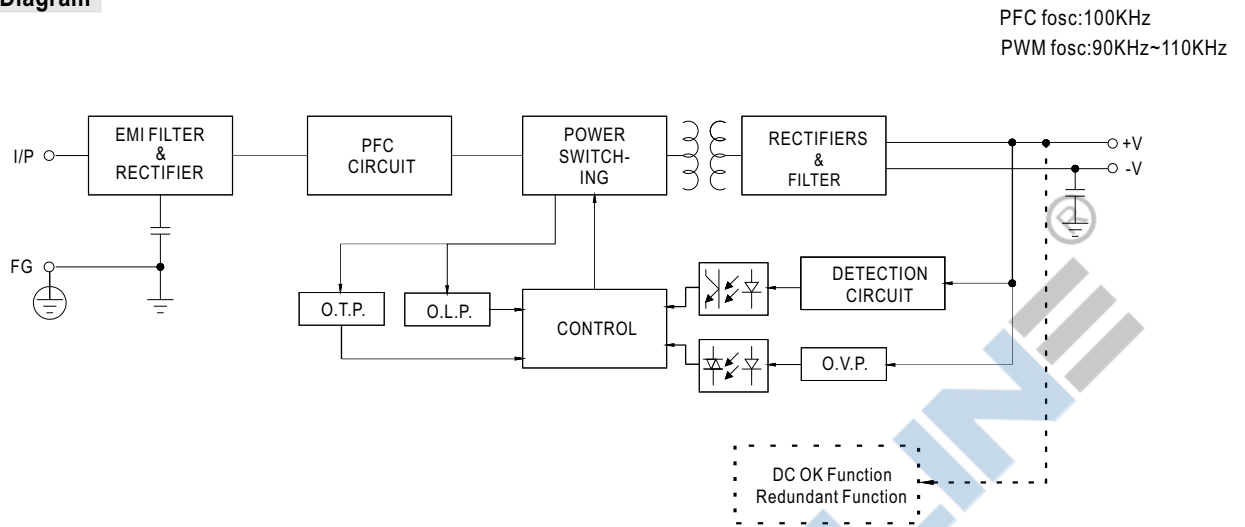 Diagram
PFC fosc:100KHz
PWM fosc:90KHz~110KHz
I/P
EMI FILTER
&
RECTIFIER
PFC
CIRCUIT
POWER
SWITCH-
ING
RECTIFIERS
&
FILTER
+V
-V
FG
O.T.P.
O.L.P.
CONTROL
DETECTION
CIRCUIT
O.V.P.
DC OK Function
Redundant Function
®
LINE